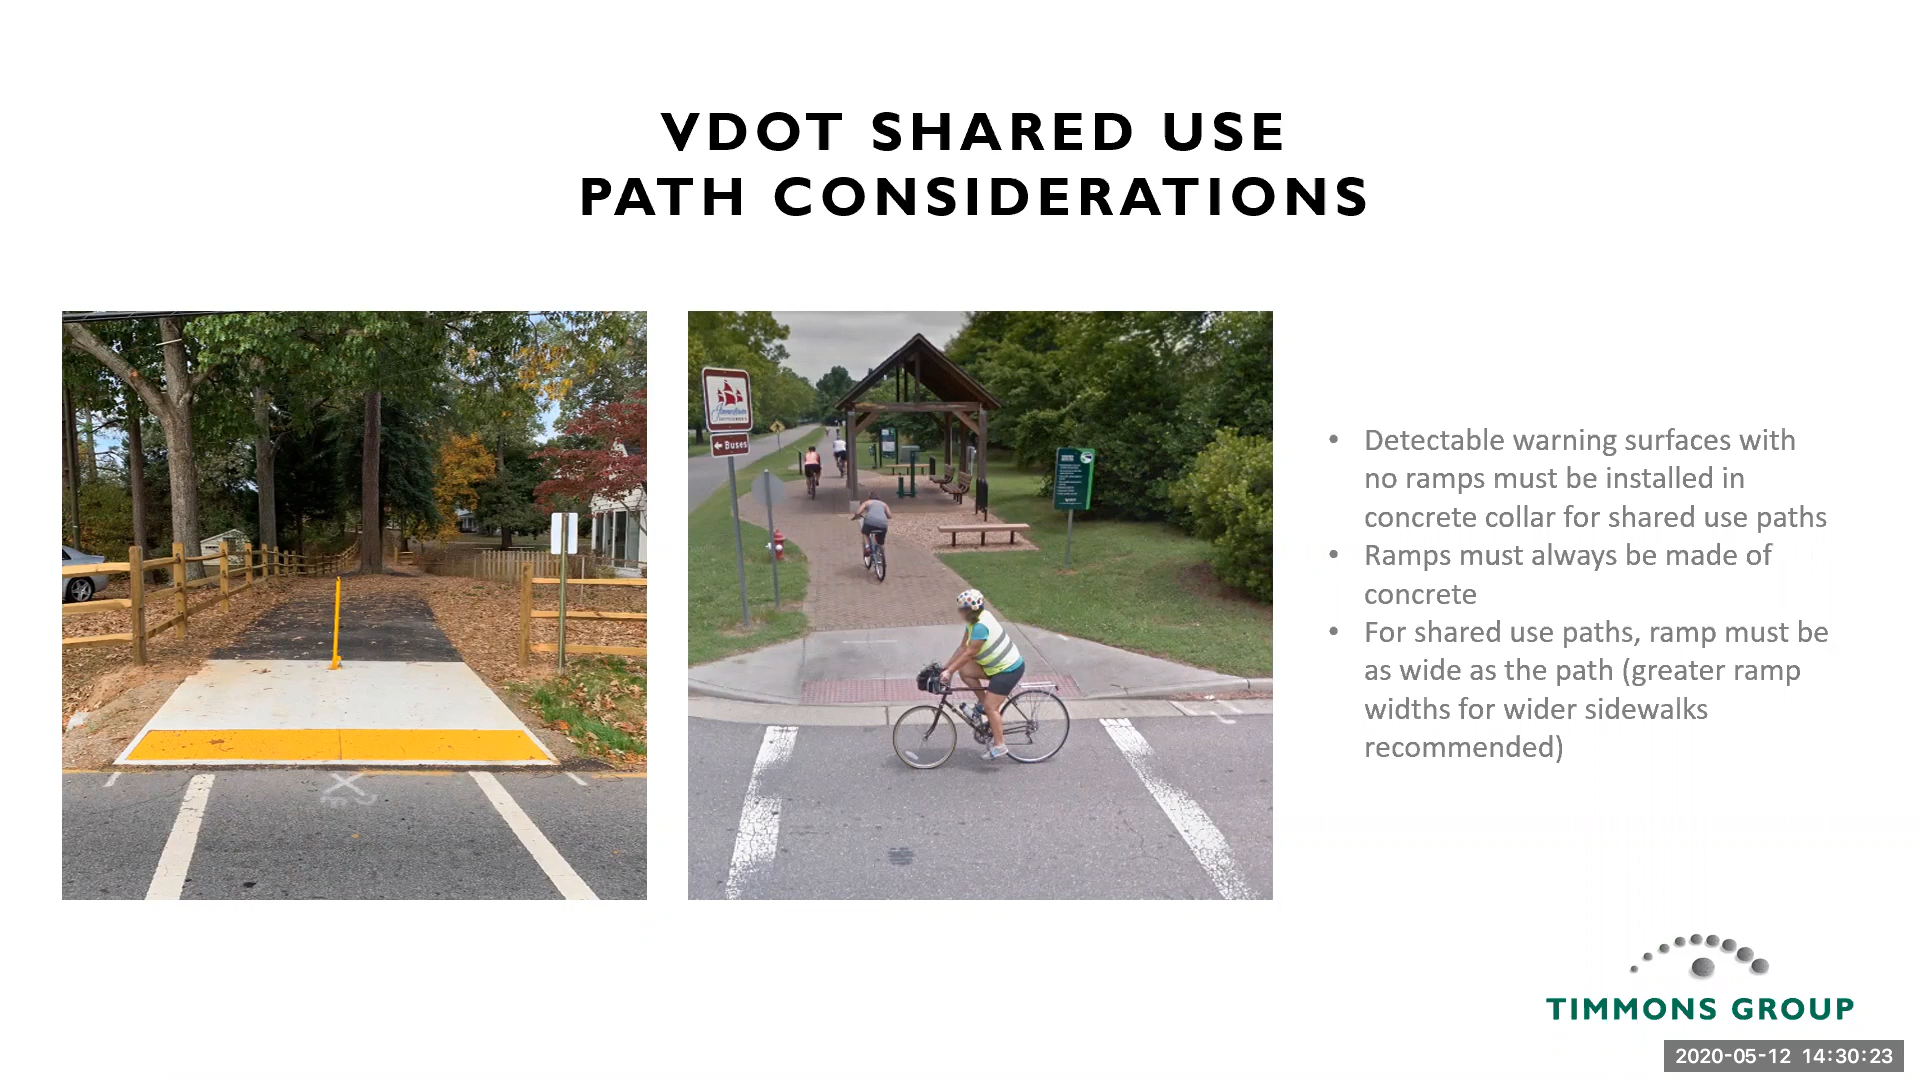 VDOT SHARED USE
PATH CONSIDERATIONS
← Buses
• Detectable warning surfaces with
no ramps must be installed in
concrete collar for shared use paths
• Ramps must always be made of
concrete
• For shared use paths, ramp must be
as wide as the path (greater ramp
widths for wider sidewalks
recommended)
TIMMONS GROUP
2020-05-12 14:30:23